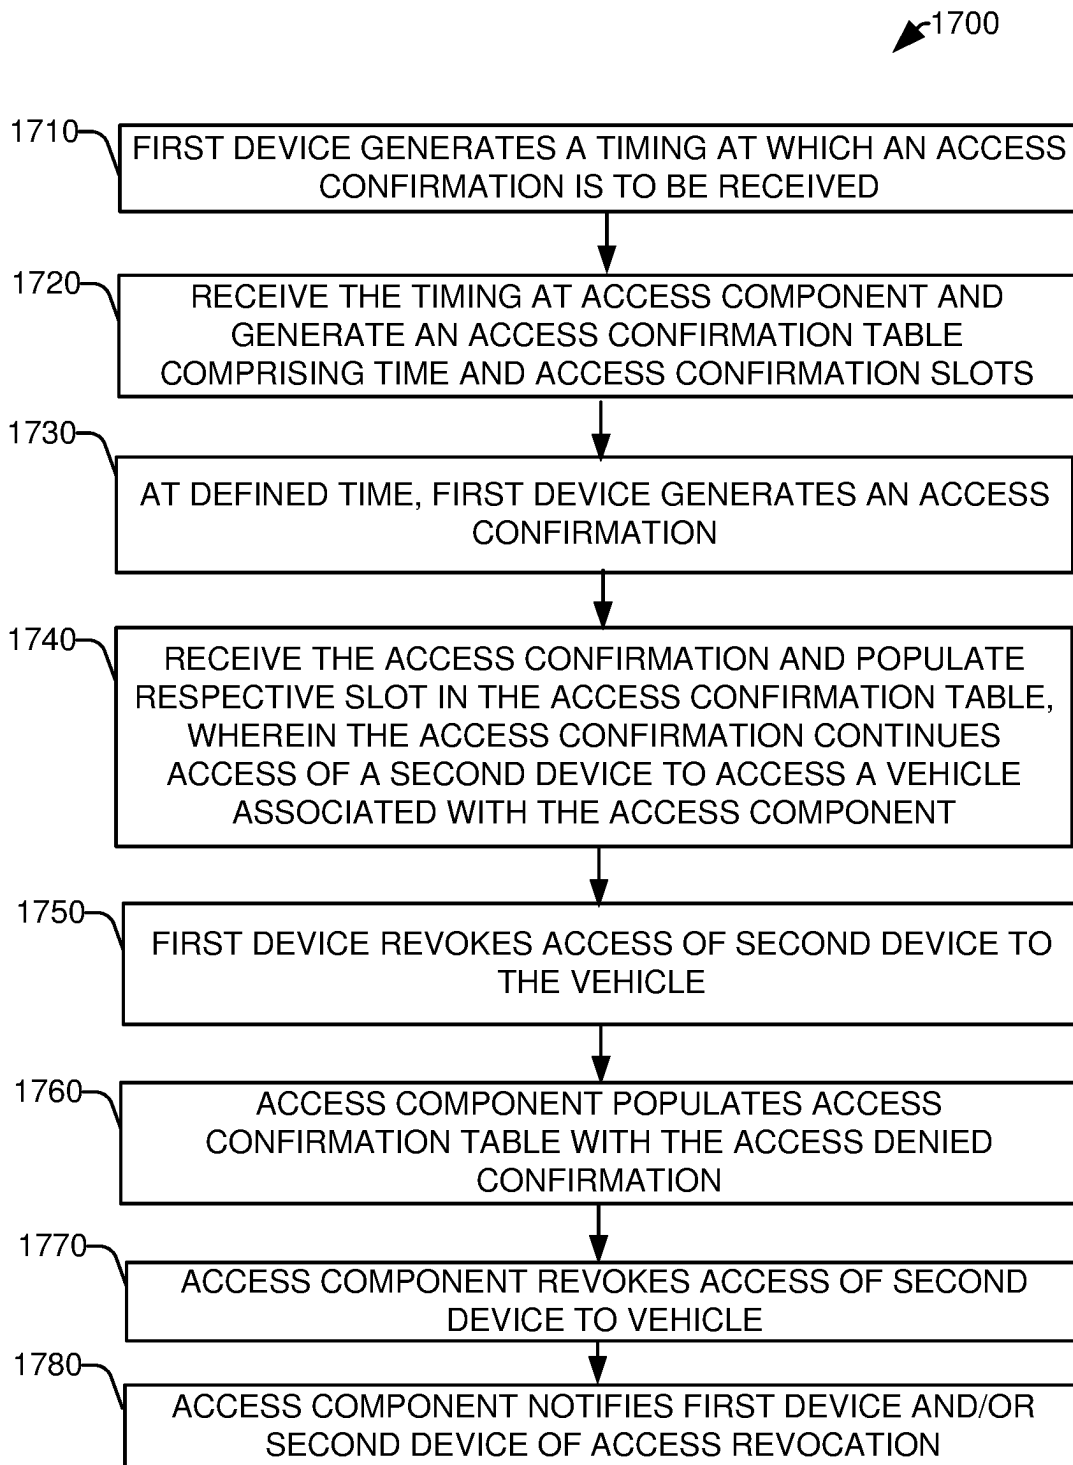 1700
1710
FIRST DEVICE GENERATES A TIMING AT WHICH AN ACCESS
CONFIRMATION IS TO BE RECEIVED
1720
RECEIVE THE TIMING AT ACCESS COMPONENT AND
GENERATE AN ACCESS CONFIRMATION TABLE
COMPRISING TIME AND ACCESS CONFIRMATION SLOTS
1730
AT DEFINED TIME, FIRST DEVICE GENERATES AN ACCESS
CONFIRMATION
1740
RECEIVE THE ACCESS CONFIRMATION AND POPULATE
RESPECTIVE SLOT IN THE ACCESS CONFIRMATION TABLE,
WHEREIN THE ACCESS CONFIRMATION CONTINUES
ACCESS OF A SECOND DEVICE TO ACCESS A VEHICLE
ASSOCIATED WITH THE ACCESS COMPONENT
1750
FIRST DEVICE REVOKES ACCESS OF SECOND DEVICE TO
THE VEHICLE
1760
ACCESS COMPONENT POPULATES ACCESS
CONFIRMATION TABLE WITH THE ACCESS DENIED
CONFIRMATION
1770
ACCESS COMPONENT REVOKES ACCESS OF SECOND
DEVICE TO VEHICLE
1780
ACCESS COMPONENT NOTIFIES FIRST DEVICE AND/OR
SECOND DEVICE OF ACCESS REVOCATION